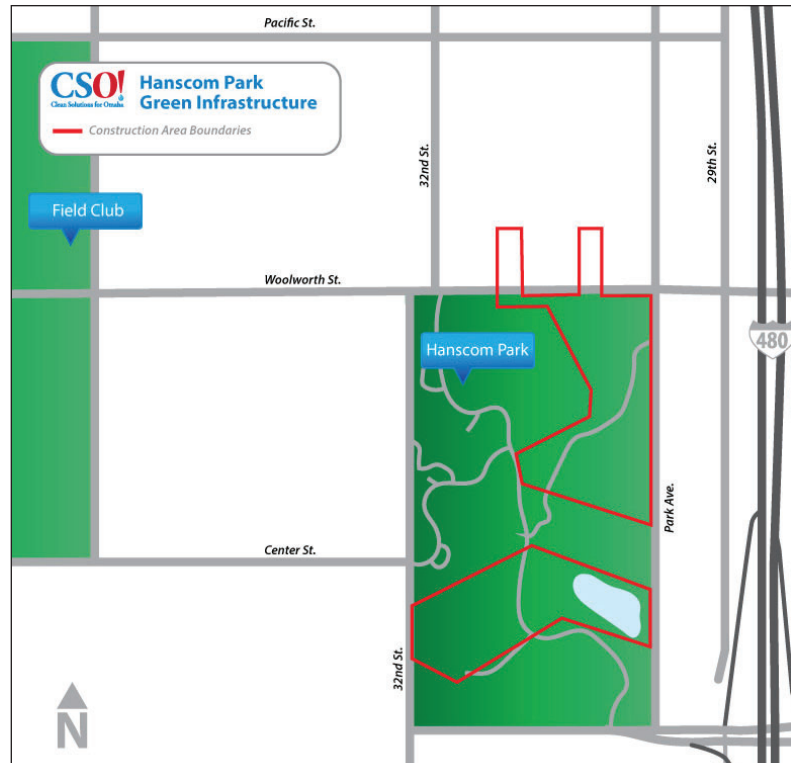 Pacific St.
CSO!
Clean Solutions for Omaha
Hanscom Park
Green Infrastructure
Construction Area Boundaries
32nd St.
29th St.
Field Club
Woolworth St.
Hanscom Park
480
Park Ave.
Center St.
32nd St.
N